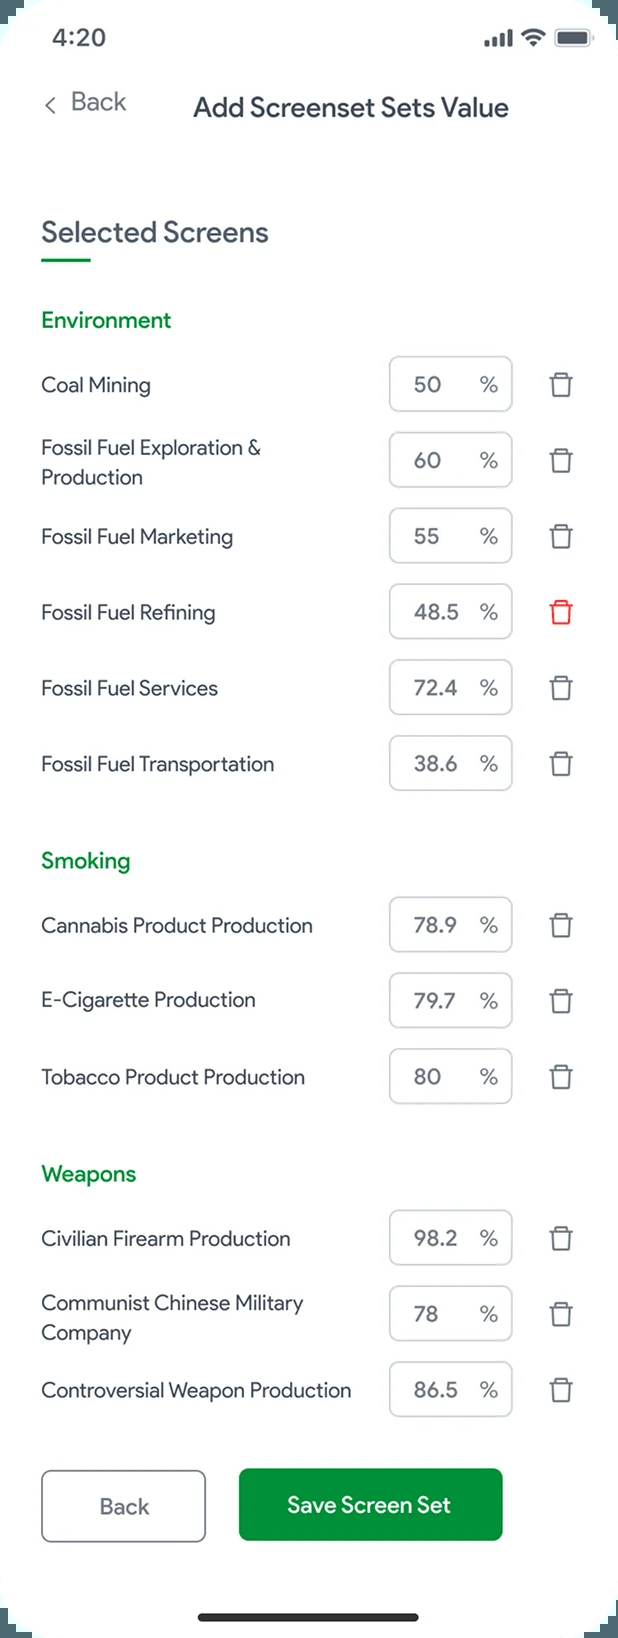 4:20
Back
Add Screenset Sets Value
Selected Screens
Environment
Coal Mining 50 %
Fossil Fuel Exploration &
Production 60 %
Fossil Fuel Marketing 55 %
Fossil Fuel Refining 48.5 %
Fossil Fuel Services 72.4 %
Fossil Fuel Transportation 38.6 %
Smoking
Cannabis Product Production 78.9 %
E-Cigarette Production 79.7 %
Tobacco Product Production 80 %
Weapons
Civilian Firearm Production 98.2 %
Communist Chinese Military
Company 78 %
Controversial Weapon Production 86.5 %
Back
Save Screen Set